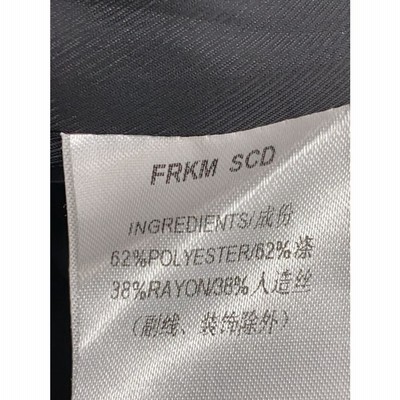 FRKM SCD
INGREDIENTS/成份
62%POLYESTER/62%涤
38%RAYON/38%人造丝
（副线、装饰除外）